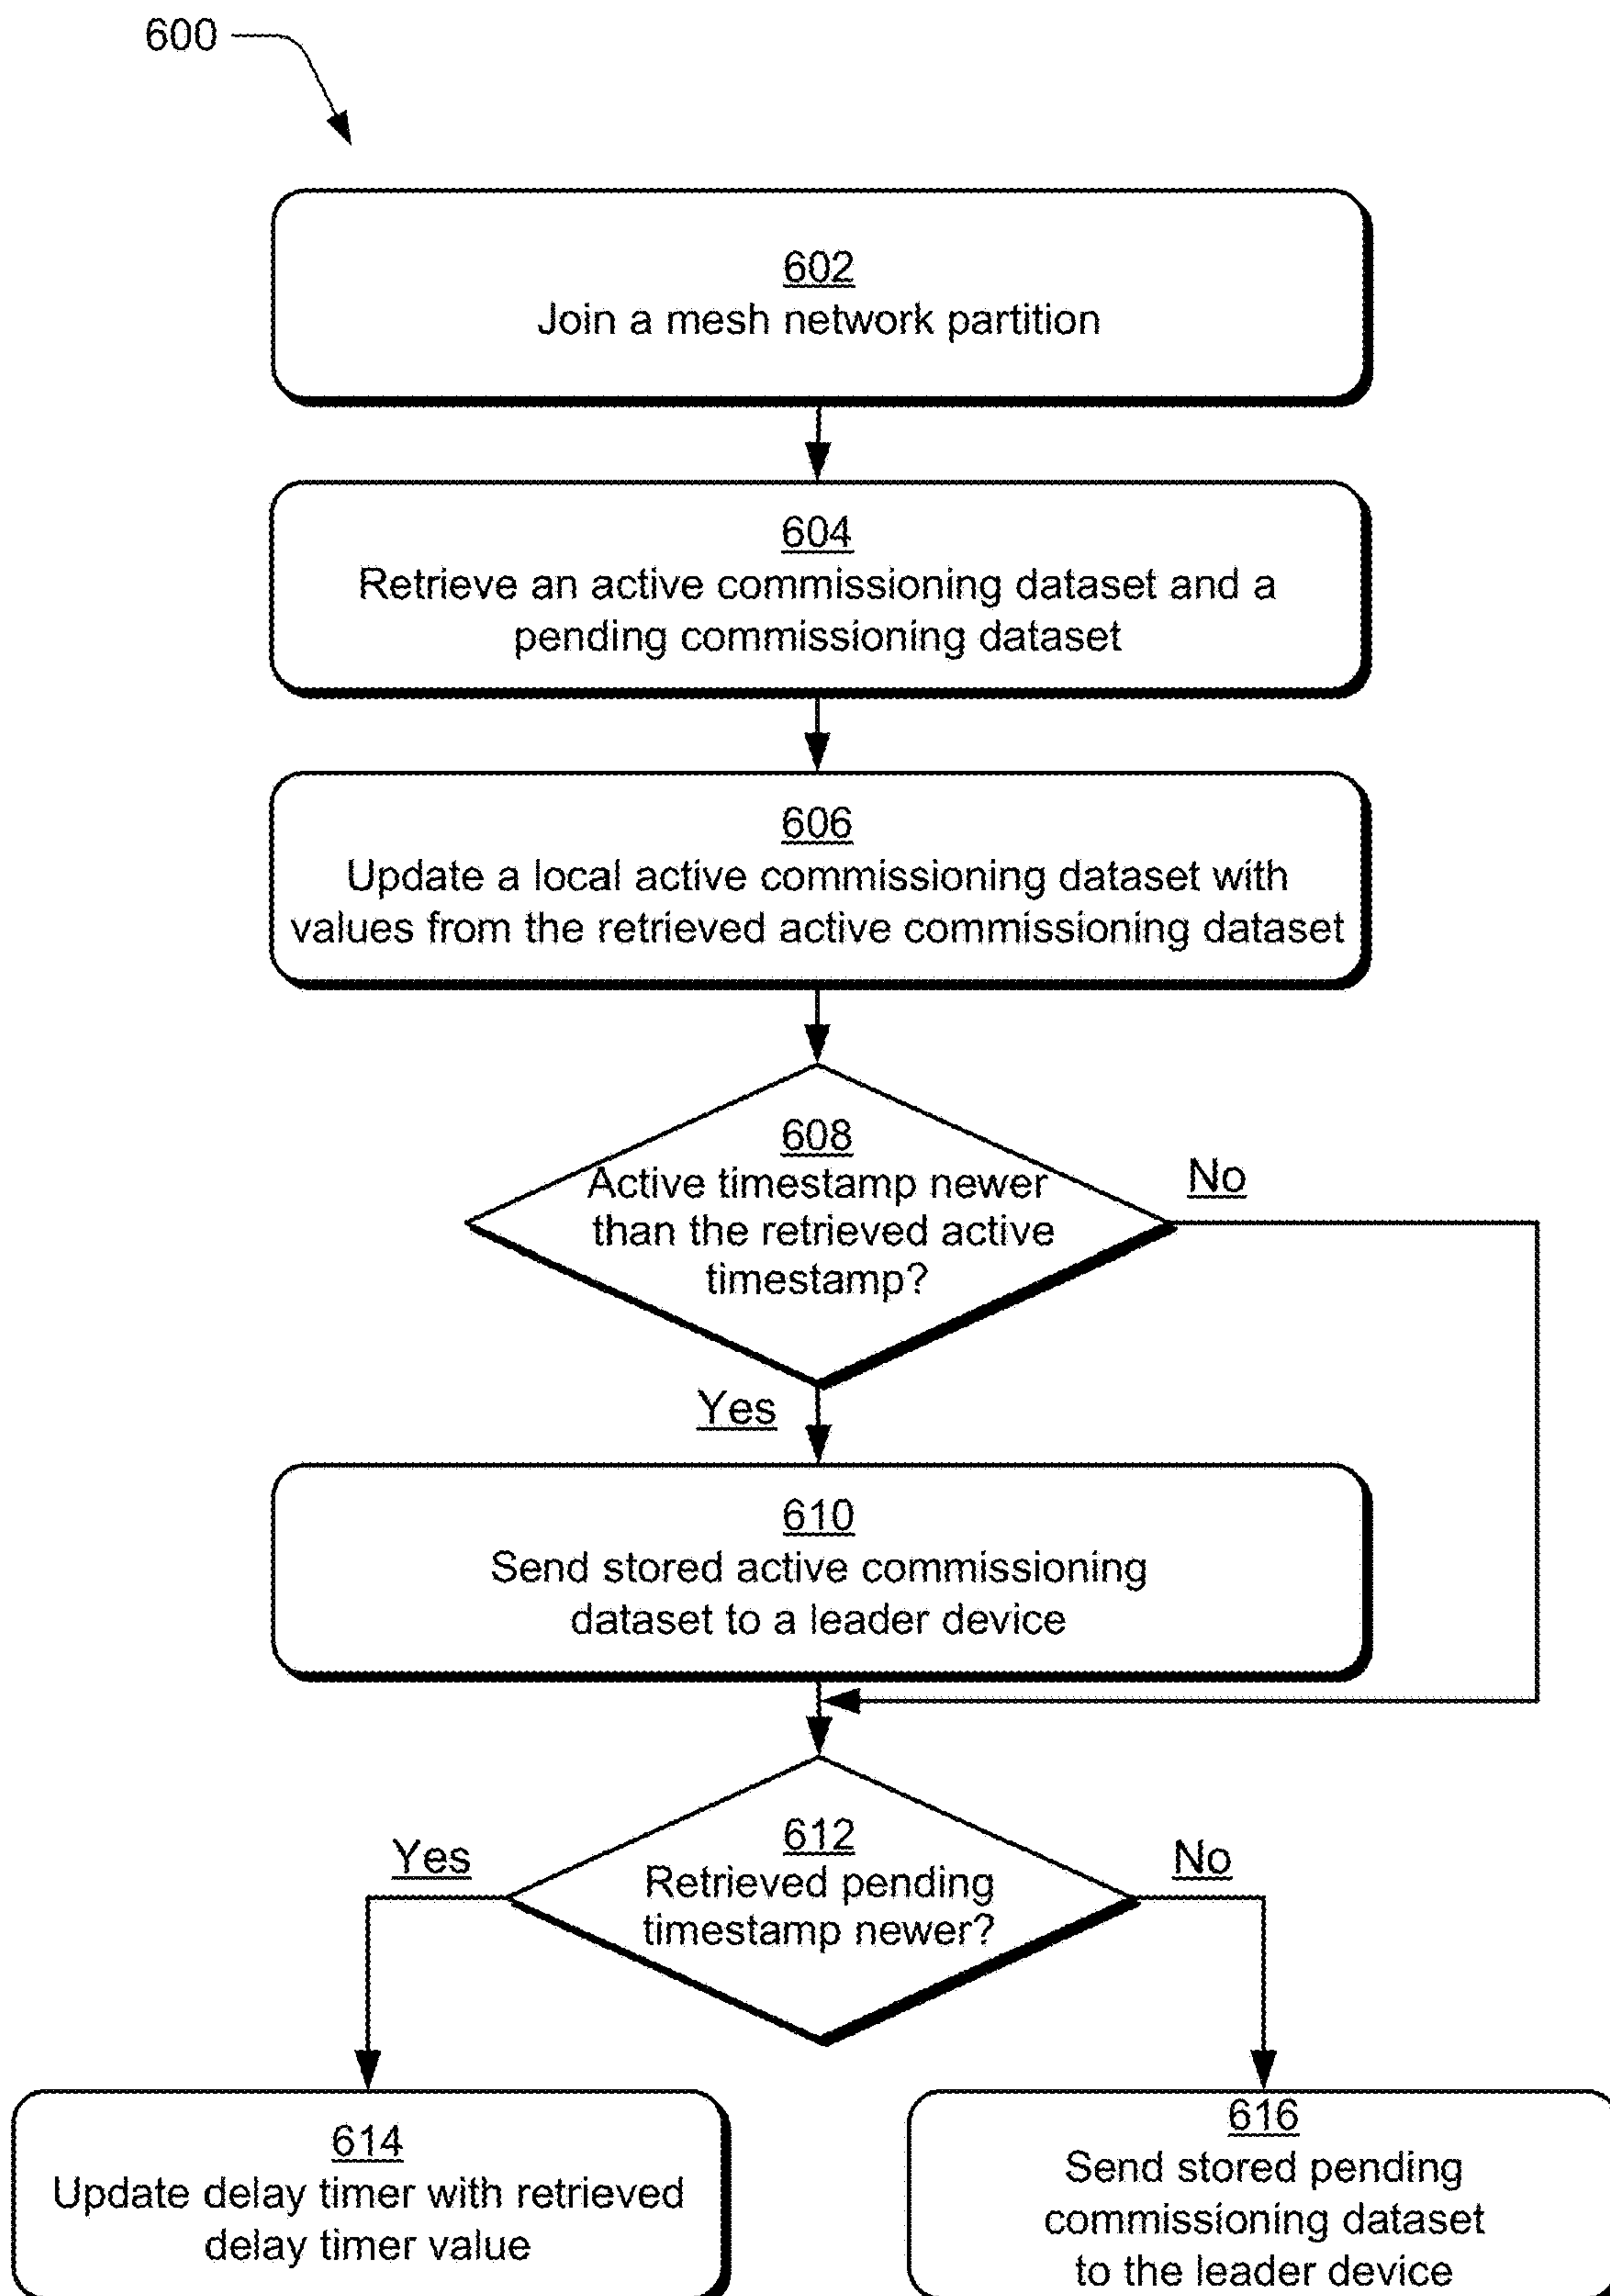 600
602
Join a mesh network partition
604
Retrieve an active commissioning dataset and a
pending commissioning dataset
606
Update a local active commissioning dataset with
values from the retrieved active commissioning dataset
608
Active timestamp newer
than the retrieved active
timestamp?
No
Yes
610
Send stored active commissioning
dataset to a leader device
612
Retrieved pending
timestamp newer?
Yes
No
614
Update delay timer with retrieved
delay timer value
616
Send stored pending
commissioning dataset
to the leader device